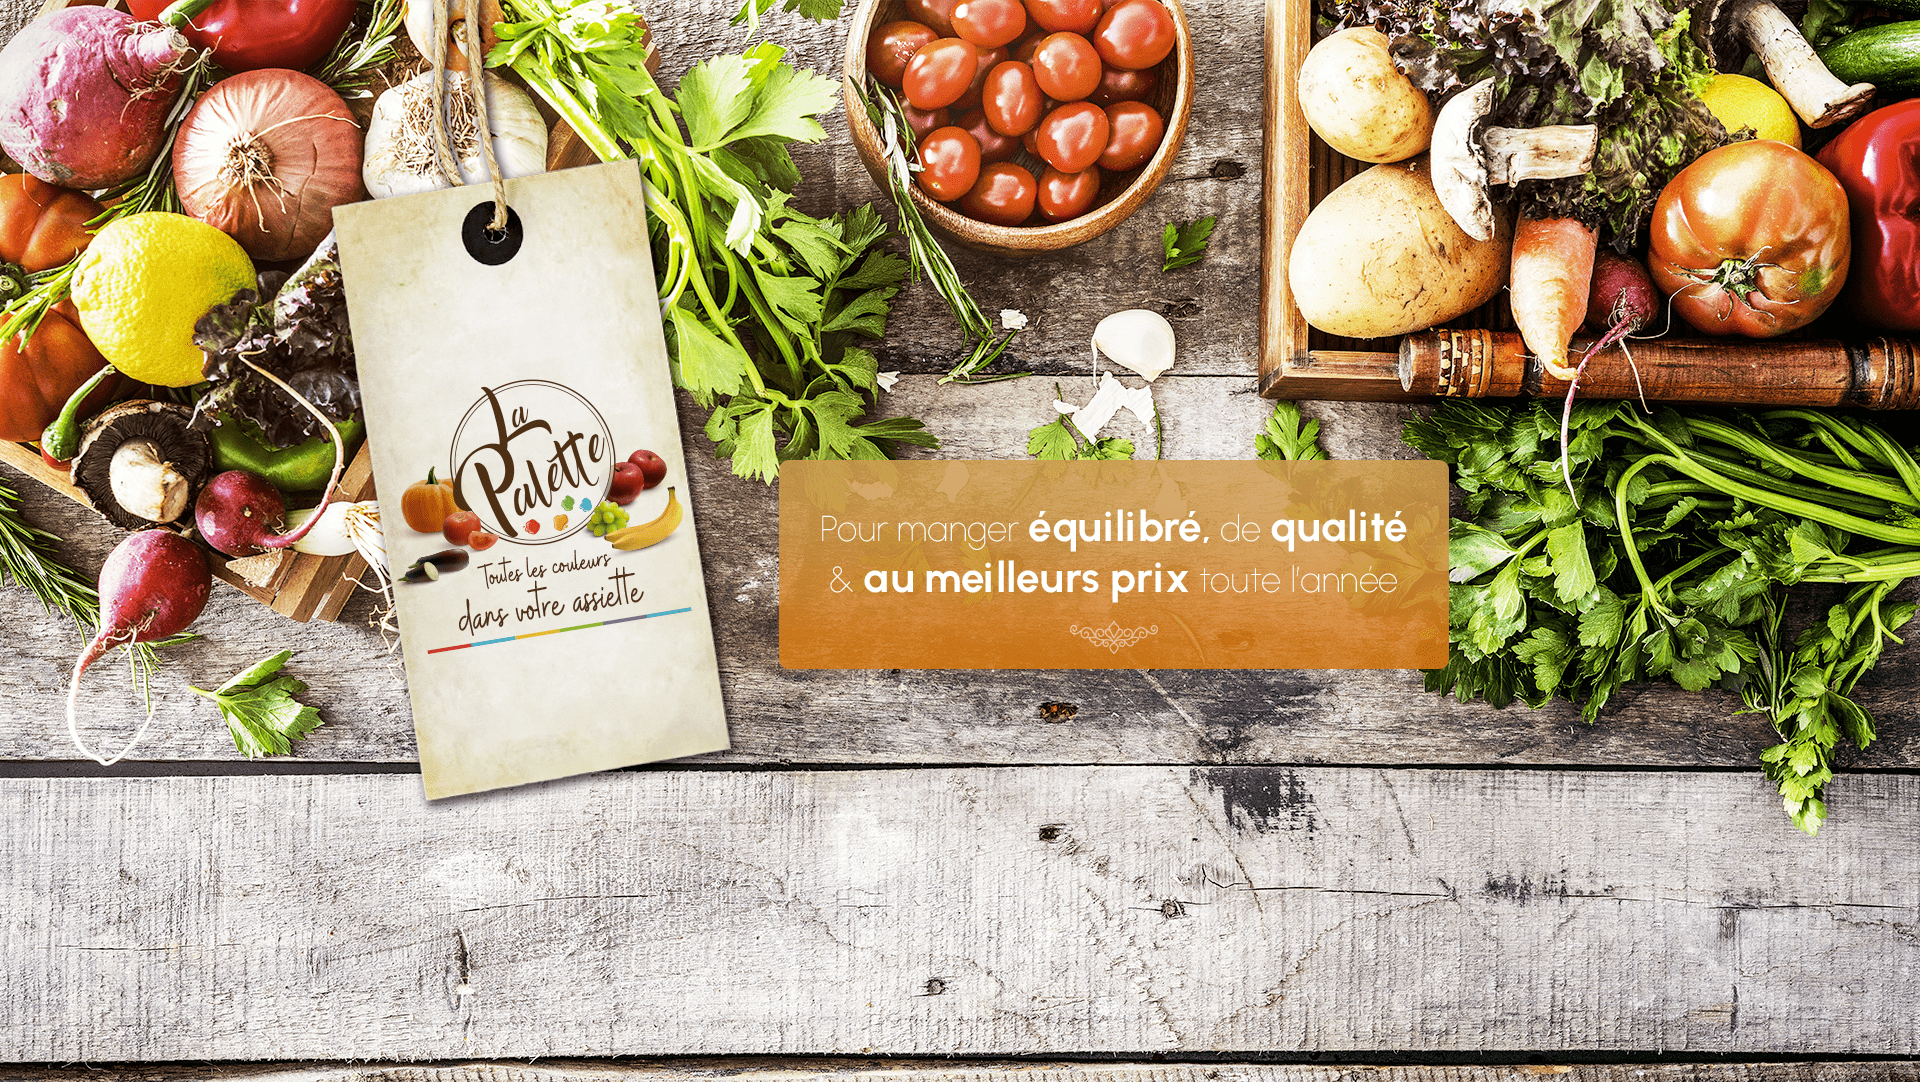 La
Palette
Toutes les couleurs
dans votre assiette
Pour manger équilibré, de qualité
& au meilleurs prix toute l'année